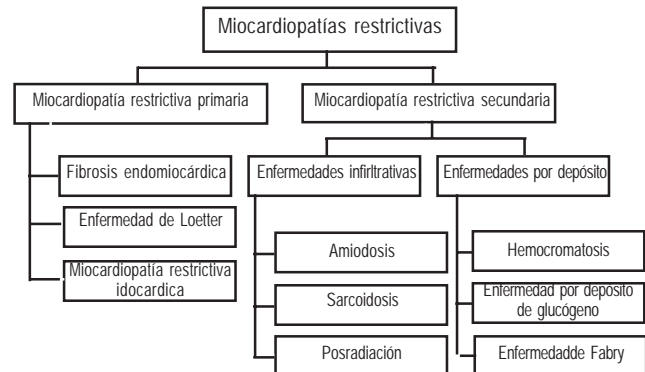 Miocardiopatías restrictivas
Miocardiopatía restrictiva primaria
Miocardiopatía restrictiva secundaria
Fibrosis endomiocárdica
Enfermedad de Loetter
Miocardiopatía restrictiva
idocardica
Enfermedades infirltrativas
Amiodosis
Sarcoidosis
Posradiación
Enfermedades por depósito
Hemocromatosis
Enfermedad por depósito
de glucógeno
Enfermedadde Fabry